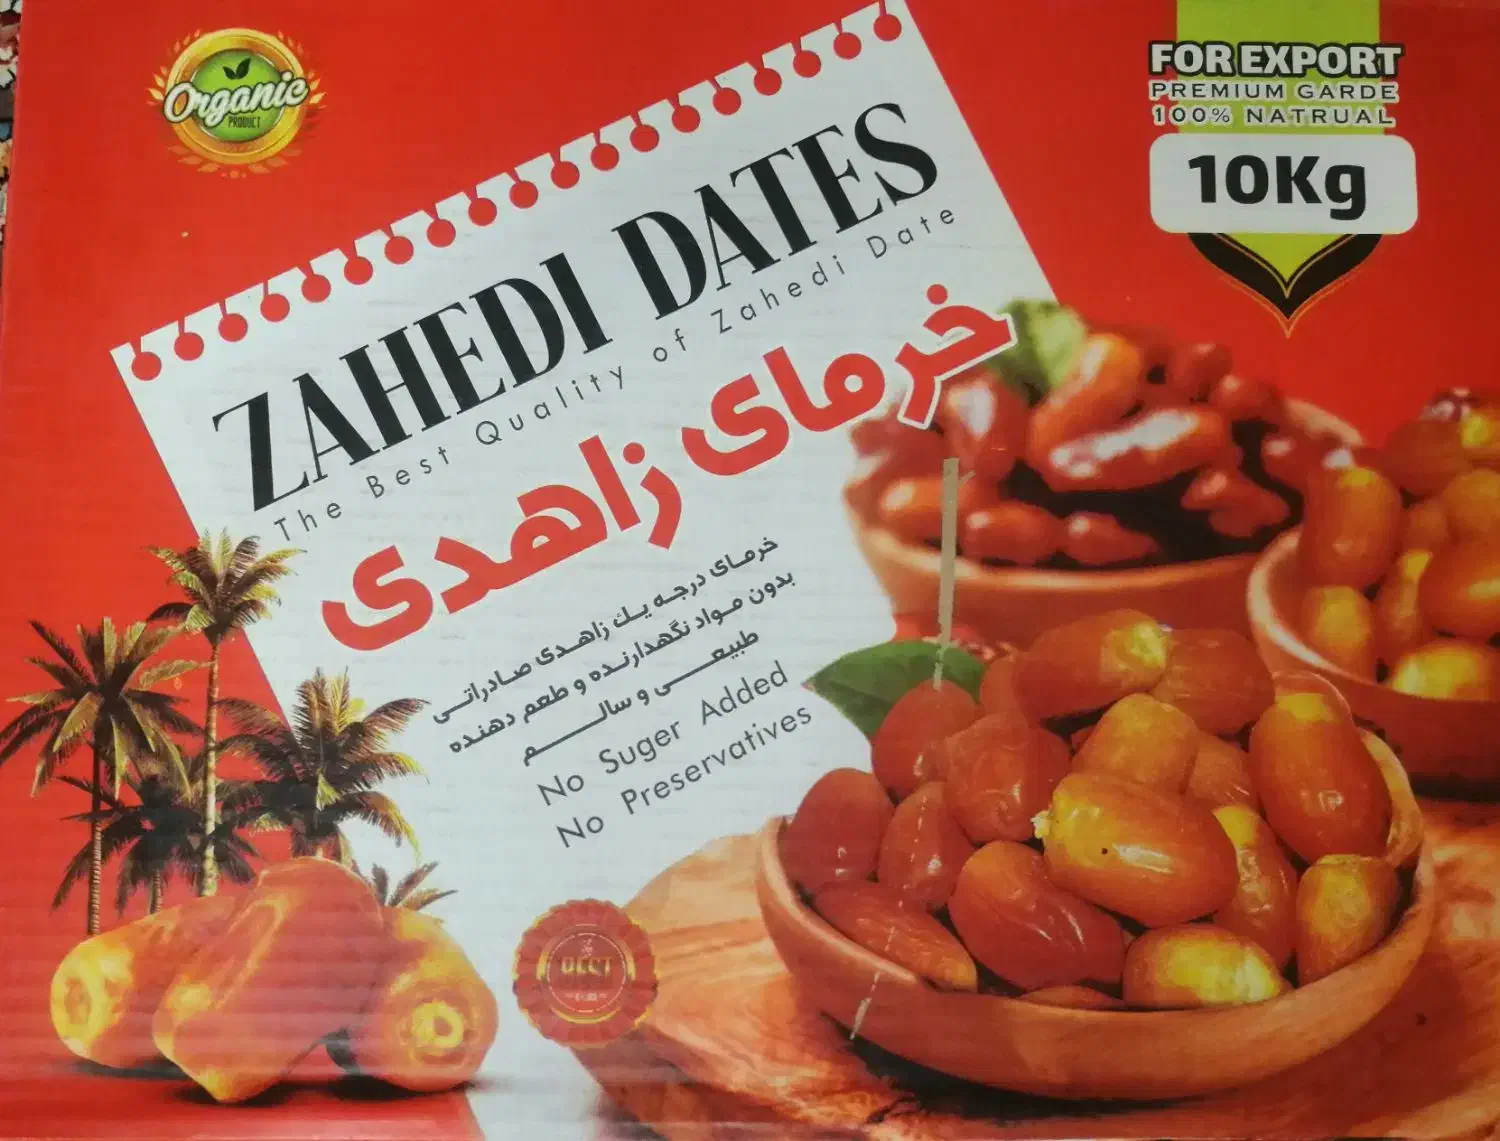 Organic
PRODUCT
FOR EXPORT
PREMIUM GARDE
100% NATRUAL
10Kg
ZAHEDI DATES
The Best Quality of Zahedi Date
خرمای زاهدی
خرمای درجه یک زاهدی صادراتی
بدون مواد نگهدارنده و طعم دهنده
طبیعی و سالم
No Suger Added
No Preservatives
BEST